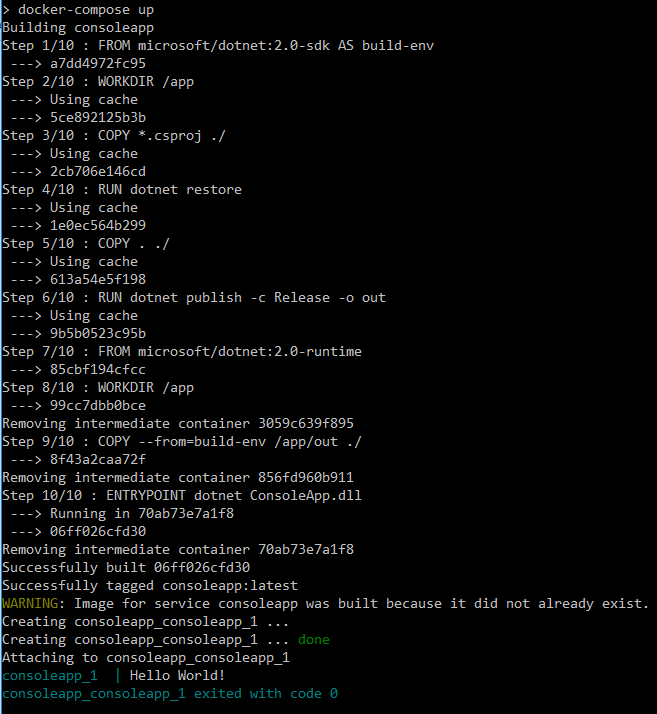 > docker-compose up
Building consoleapp
Step 1/10 : FROM microsoft/dotnet:2.0-sdk AS build-env
 ---> a7dd4972fc95
Step 2/10 : WORKDIR /app
 ---> Using cache
 ---> 5ce892125b3b
Step 3/10 : COPY *.csproj ./
 ---> Using cache
 ---> 2cb706e146cd
Step 4/10 : RUN dotnet restore
 ---> Using cache
 ---> 1e0ec564b299
Step 5/10 : COPY . ./
 ---> Using cache
 ---> 613a54e5f198
Step 6/10 : RUN dotnet publish -c Release -o out
 ---> Using cache
 ---> 9b5b0523c95b
Step 7/10 : FROM microsoft/dotnet:2.0-runtime
 ---> 85cbf194cfcc
Step 8/10 : WORKDIR /app
 ---> 99cc7dbb0bce
Removing intermediate container 3059c639f895
Step 9/10 : COPY --from=build-env /app/out ./
 ---> 8f43a2caa72f
Removing intermediate container 856fd960b911
Step 10/10 : ENTRYPOINT dotnet ConsoleApp.dll
 ---> Running in 70ab73e7a1f8
 ---> 06ff026cfd30
Removing intermediate container 70ab73e7a1f8
Successfully built 06ff026cfd30
Successfully tagged consoleapp:latest
WARNING: Image for service consoleapp was built because it did not already exist.
Creating consoleapp_consoleapp_1 ...
Creating consoleapp_consoleapp_1 ... done
Attaching to consoleapp_consoleapp_1
consoleapp_1  | Hello World!
consoleapp_consoleapp_1 exited with code 0